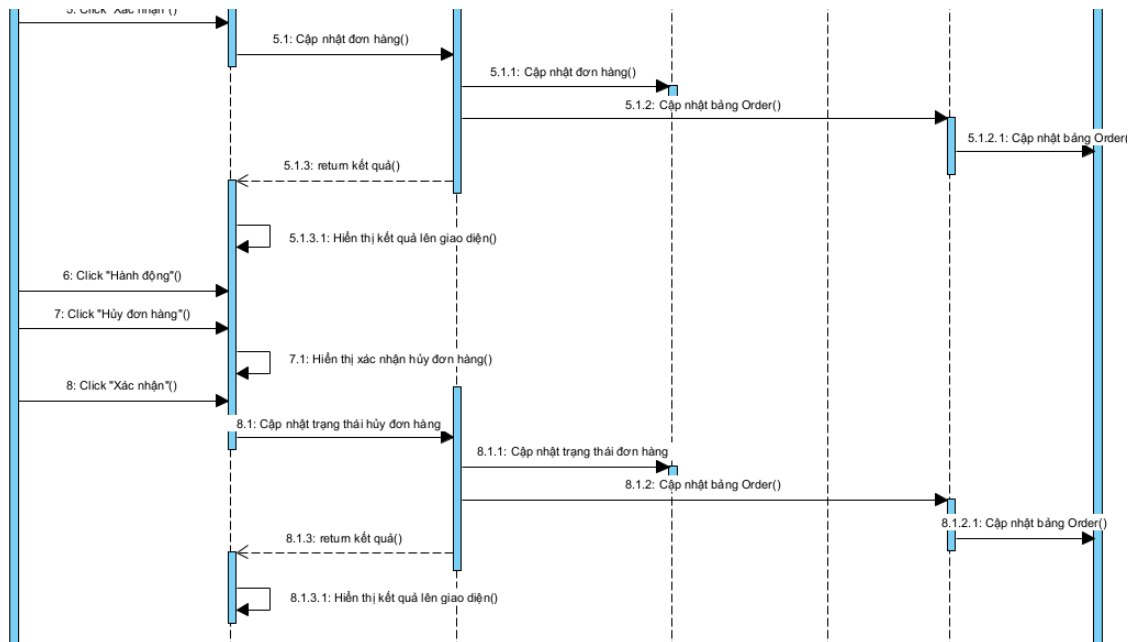 5: Click "Xác nhận"()
5.1: Cập nhật đơn hàng()
5.1.1: Cập nhật đơn hàng()
5.1.2: Cập nhật bảng Order()
5.1.2.1: Cập nhật bảng Order(
5.1.3: return kết quả()
5.1.3.1: Hiển thị kết quả lên giao diện()
6: Click "Hành động"()
7: Click "Hủy đơn hàng"()
7.1: Hiển thị xác nhận hủy đơn hàng()
8: Click "Xác nhận"()
8.1: Cập nhật trạng thái hủy đơn hàng
8.1.1: Cập nhật trạng thái đơn hàng
8.1.2: Cập nhật bảng Order()
8.1.2.1: Cập nhật bảng Order()
8.1.3: return kết quả()
8.1.3.1: Hiển thị kết quả lên giao diện()